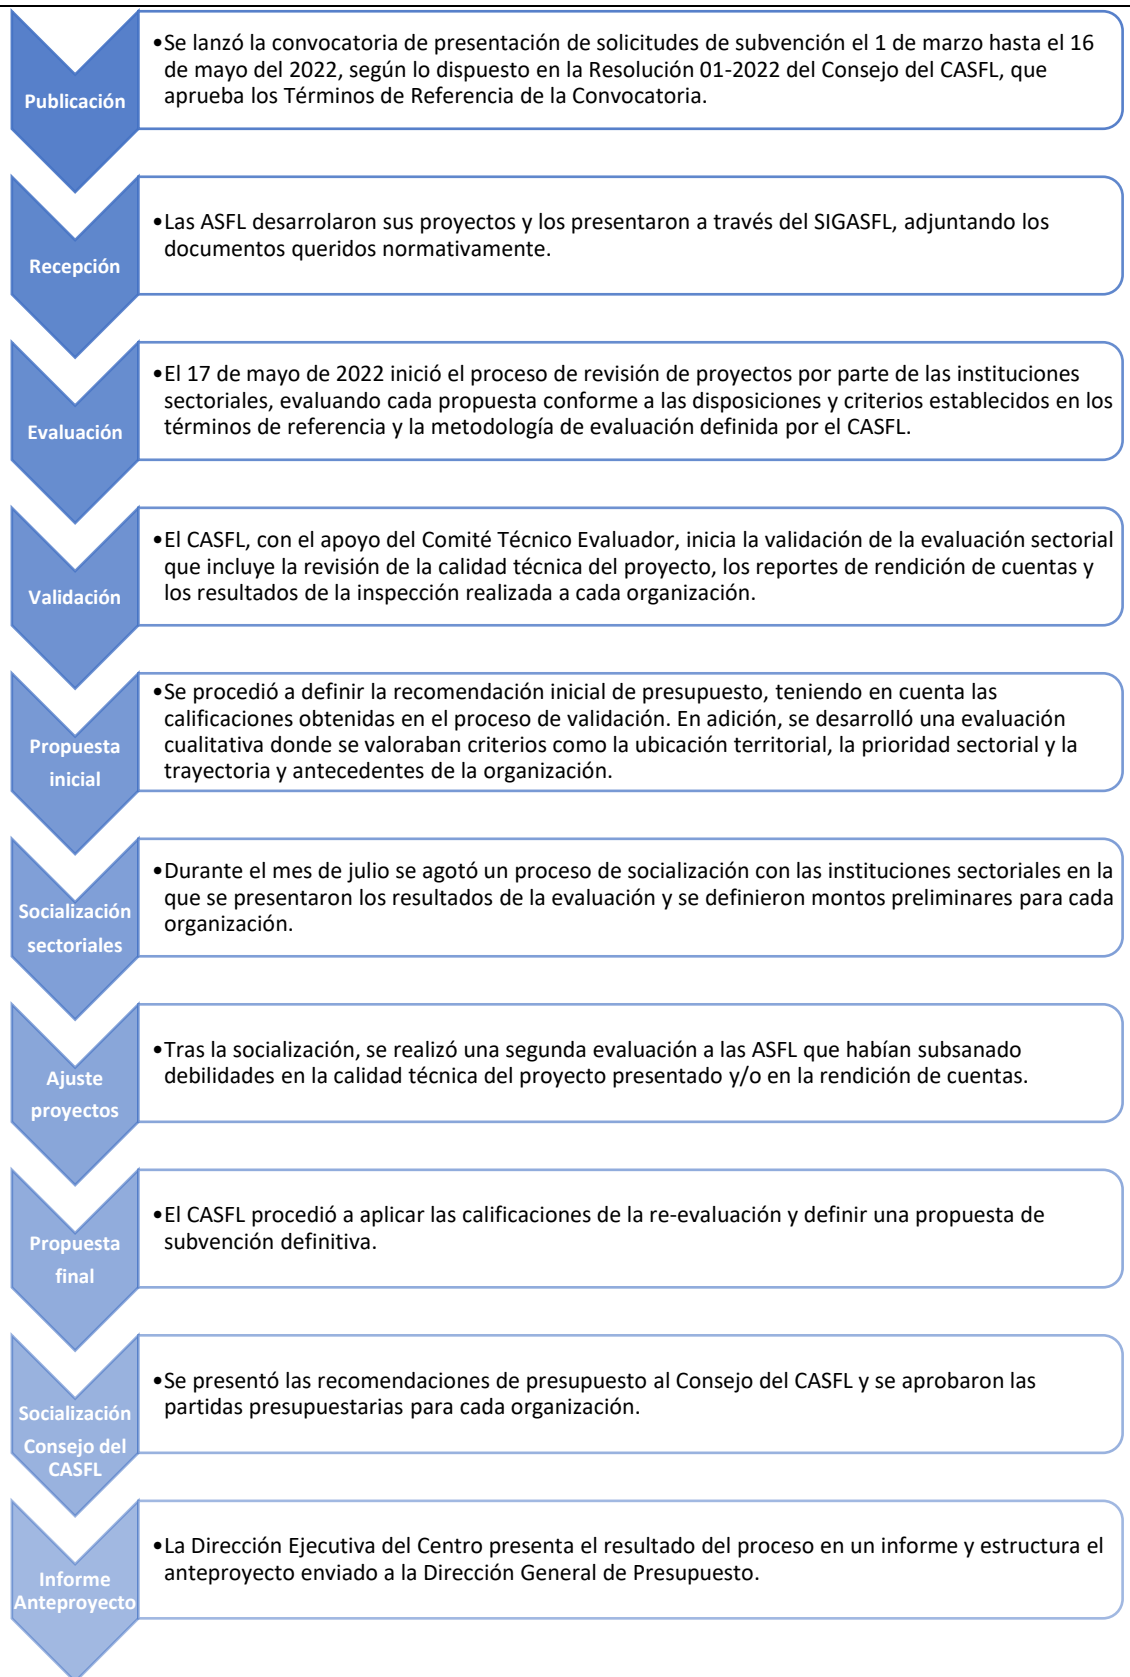 Publicación
•Se lanzó la convocatoria de presentación de solicitudes de subvención el 1 de marzo hasta el 16
de mayo del 2022, según lo dispuesto en la Resolución 01-2022 del Consejo del CASFL, que
aprueba los Términos de Referencia de la Convocatoria.
Recepción
•Las ASFL desarrolaron sus proyectos y los presentaron a través del SIGASFL, adjuntando los
documentos queridos normativamente.
Evaluación
•El 17 de mayo de 2022 inició el proceso de revisión de proyectos por parte de las instituciones
sectoriales, evaluando cada propuesta conforme a las disposiciones y criterios establecidos en los
términos de referencia y la metodología de evaluación definida por el CASFL.
Validación
•El CASFL, con el apoyo del Comité Técnico Evaluador, inicia la validación de la evaluación sectorial
que incluye la revisión de la calidad técnica del proyecto, los reportes de rendición de cuentas y
los resultados de la inspección realizada a cada organización.
Propuesta
inicial
•Se procedió a definir la recomendación inicial de presupuesto, teniendo en cuenta las
calificaciones obtenidas en el proceso de validación. En adición, se desarrolló una evaluación
cualitativa donde se valoraban criterios como la ubicación territorial, la prioridad sectorial y la
trayectoria y antecedentes de la organización.
Socialización
sectoriales
•Durante el mes de julio se agotó un proceso de socialización con las instituciones sectoriales en la
que se presentaron los resultados de la evaluación y se definieron montos preliminares para cada
organización.
Ajuste
proyectos
•Tras la socialización, se realizó una segunda evaluación a las ASFL que habían subsanado
debilidades en la calidad técnica del proyecto presentado y/o en la rendición de cuentas.
Propuesta
final
•El CASFL procedió a aplicar las calificaciones de la re-evaluación y definir una propuesta de
subvención definitiva.
Socialización
Consejo del
CASFL
•Se presentó las recomendaciones de presupuesto al Consejo del CASFL y se aprobaron las
partidas presupuestarias para cada organización.
Informe
Anteproyecto
•La Dirección Ejecutiva del Centro presenta el resultado del proceso en un informe y estructura el
anteproyecto enviado a la Dirección General de Presupuesto.